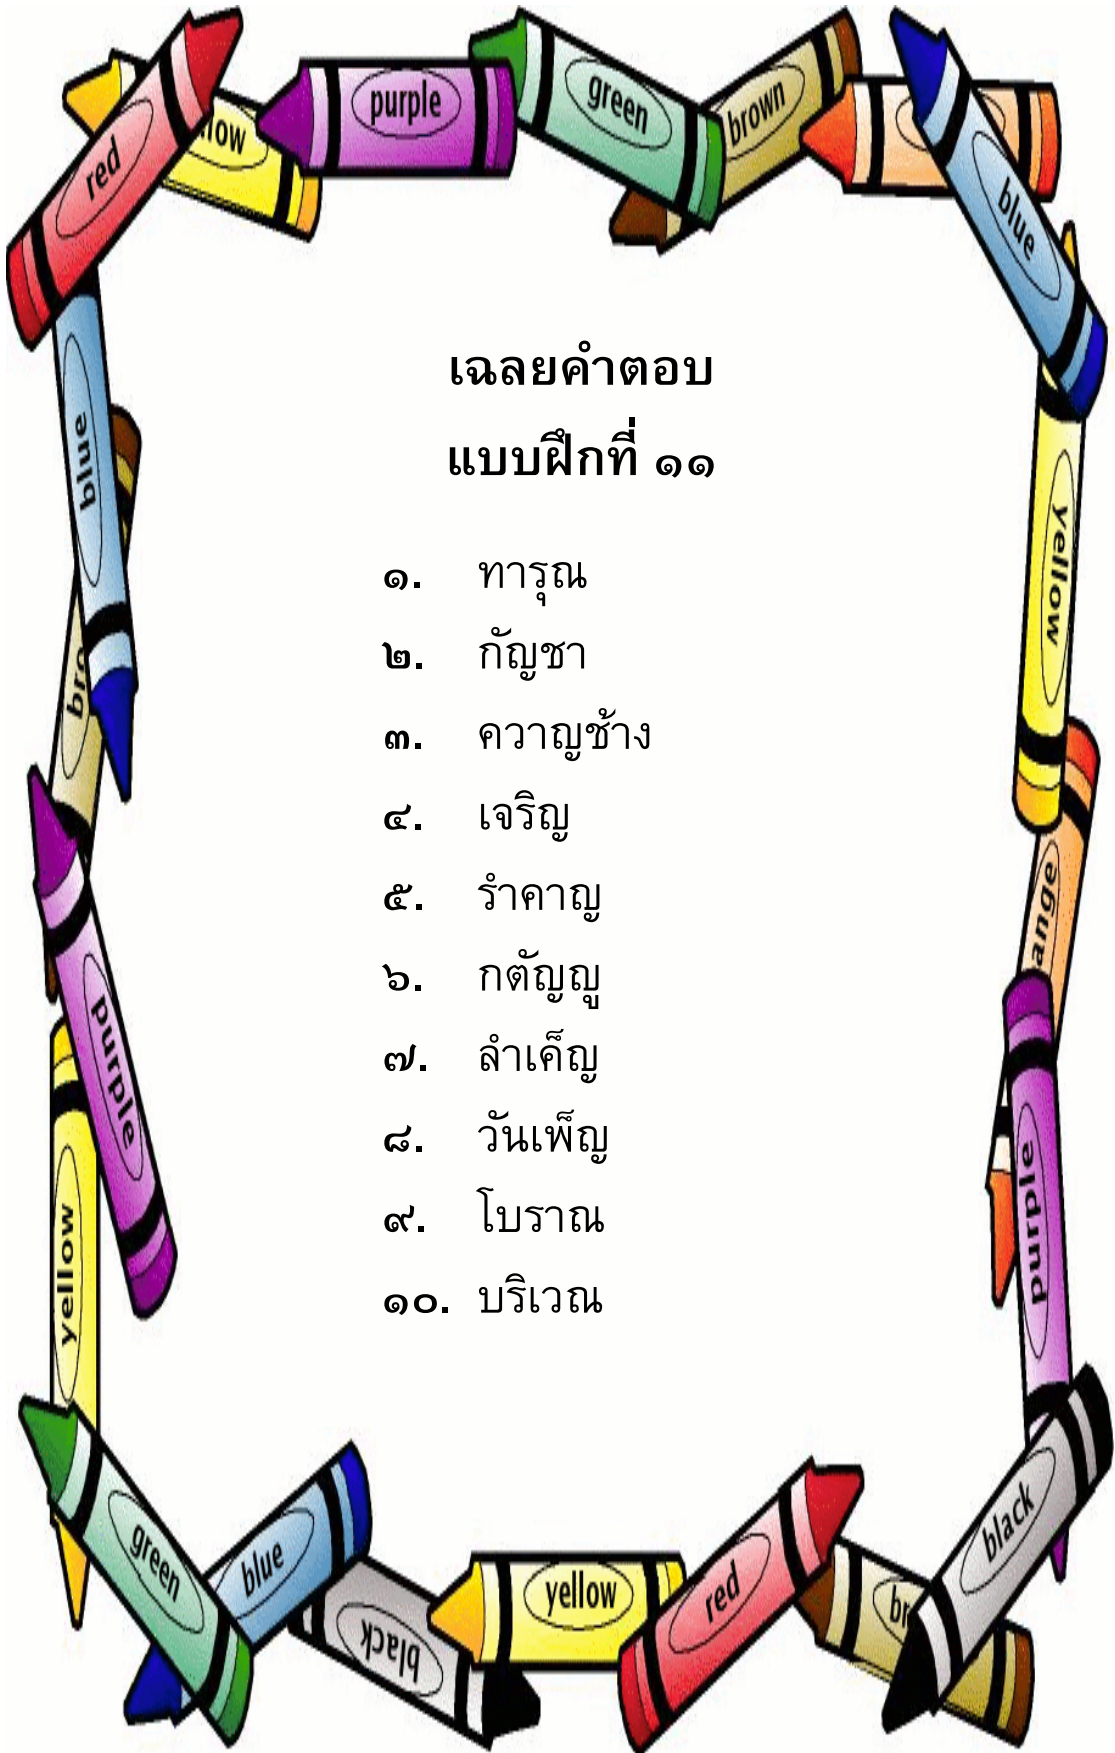 red
purple
green
brown
blue
blue
yellow
purple
purple
yellow
เฉลยคำตอบ
แบบฝึกที่ ๑๑
๑. ทารุณ
๒. กัญชา
๓. ควาญช้าง
๔. เจริญ
๕. รำคาญ
๖. กตัญญู
๗. ลำเค็ญ
๘. วันเพ็ญ
๙. โบราณ
๑๐. บริเวณ
green
blue
black
yellow
red
black